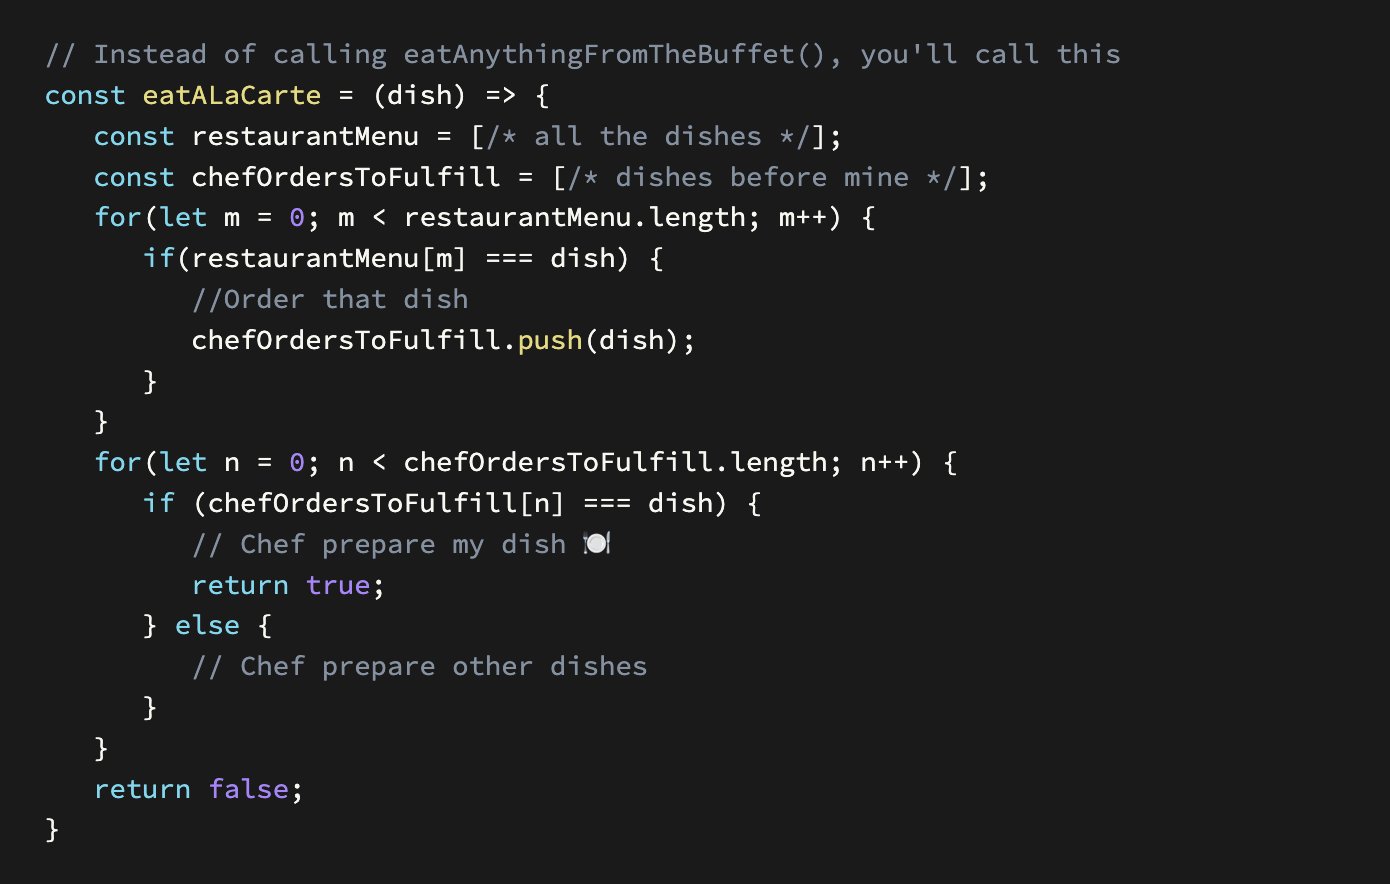 // Instead of calling eatAnythingFromTheBuffet(), you'll call this
const eatALaCarte = (dish) => {
   const restaurantMenu = [/* all the dishes */];
   const chefOrdersToFulfill = [/* dishes before mine */];
   for(let m = 0; m < restaurantMenu.length; m++) {
      if(restaurantMenu[m] === dish) {
         //Order that dish
         chefOrdersToFulfill.push(dish);
      }
   }
   for(let n = 0; n < chefOrdersToFulfill.length; n++) {
      if (chefOrdersToFulfill[n] === dish) {
         // Chef prepare my dish 🍽
         return true;
      } else {
         // Chef prepare other dishes
      }
   }
   return false;
}